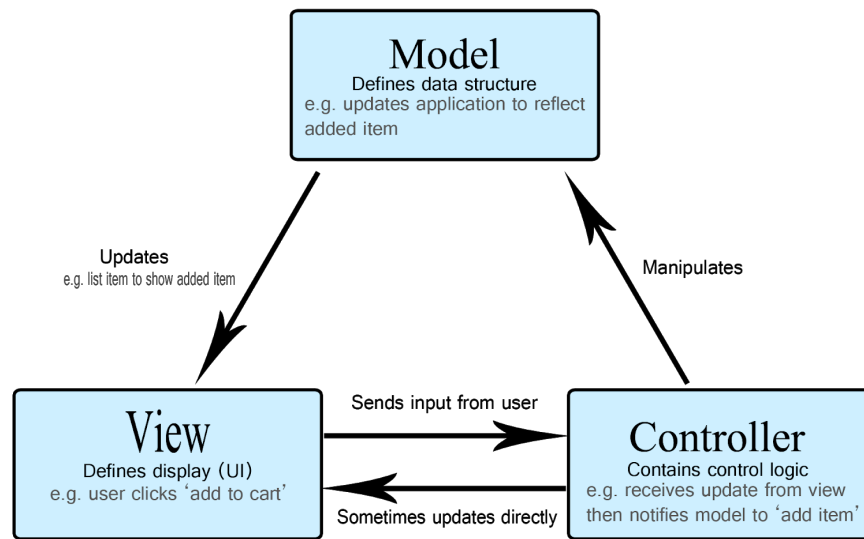 Model
Defines data structure
e.g. updates application to reflect
added item
Updates
e.g. list item to show added item
Manipulates
View
Defines display (UI)
e.g. user clicks ‘add to cart’
Sends input from user
Sometimes updates directly
Controller
Contains control logic
e.g. receives update from view
then notifies model to ‘add item’